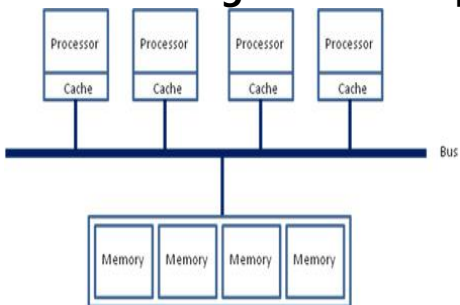 Processor Processor Processor Processor
Cache Cache Cache Cache
Bus
Memory Memory Memory Memory